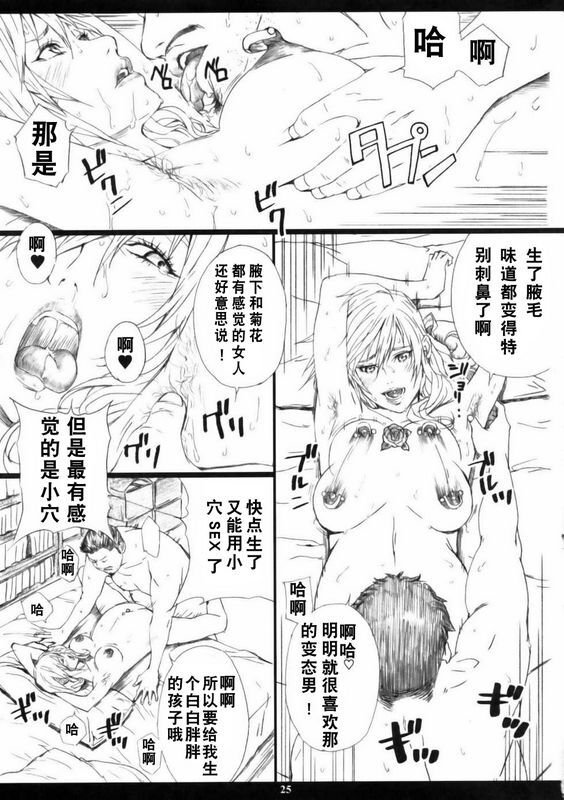 啊
哈
那是
タプン
ビク
生了腋毛
味道都变得特
别刺鼻了啊
腋下和菊花
都有感觉的女人
还好意思说！
啊♥
啊♥
啊哈♡
明明就很喜欢那
的变态男！
哈啊
但是最有感
觉的是小穴
快点生了
又能用小
穴SEX了
哈啊
哈
啊啊
所以要给我生
个白白胖胖
的孩子哦
哈
哈啊
25